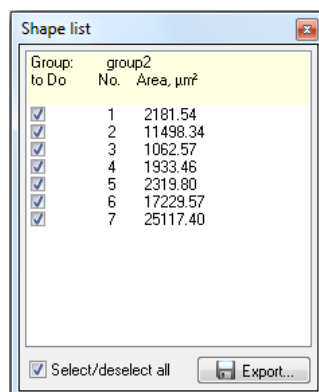 Shape list
Group: group2
to Do No. Area, µm²
1 2181.54
2 11498.34
3 1062.57
4 1933.46
5 2319.80
6 17229.57
7 25117.40
Select/deselect all Export...